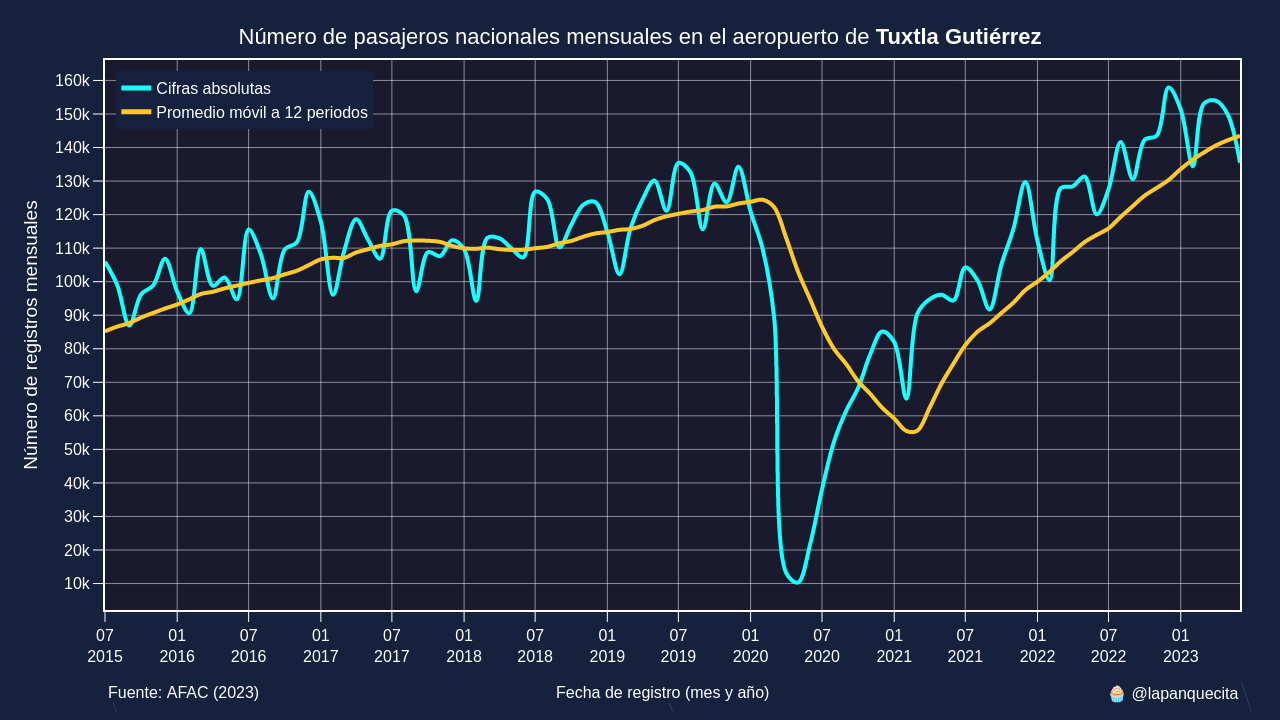 Número de pasajeros nacionales mensuales en el aeropuerto de Tuxtla Gutiérrez
Cifras absolutas
Promedio móvil a 12 periodos
Número de registros mensuales
160k
150k
140k
130k
120k
110k
100k
90k
80k
70k
60k
50k
40k
30k
20k
10k
07 01 07 01 07 01 07 01 07 01 07 01 07 01 07 01
2015 2016 2016 2017 2017 2018 2018 2019 2019 2020 2020 2021 2021 2022 2022 2023
Fuente: AFAC (2023) Fecha de registro (mes y año) 🧁 @lapanquecita